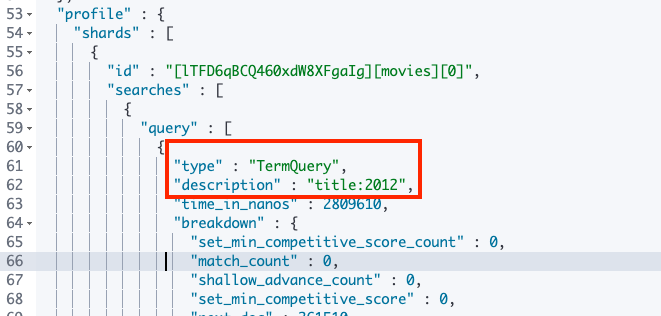 53 "profile" : {
54 "shards" : [
55 {
56 "id" : "[lTFD6qBCQ460xdW8XFgaIg][movies][0]",
57 "searches" : [
58 {
59 "query" : [
60 {
61 "type" : "TermQuery",
62 "description" : "title:2012",
63 "time_in_nanos" : 2809610,
64 "breakdown" : {
65 "set_min_competitive_score_count" : 0,
66 "match_count" : 0,
67 "shallow_advance_count" : 0,
68 "set_min_competitive_score" : 0,